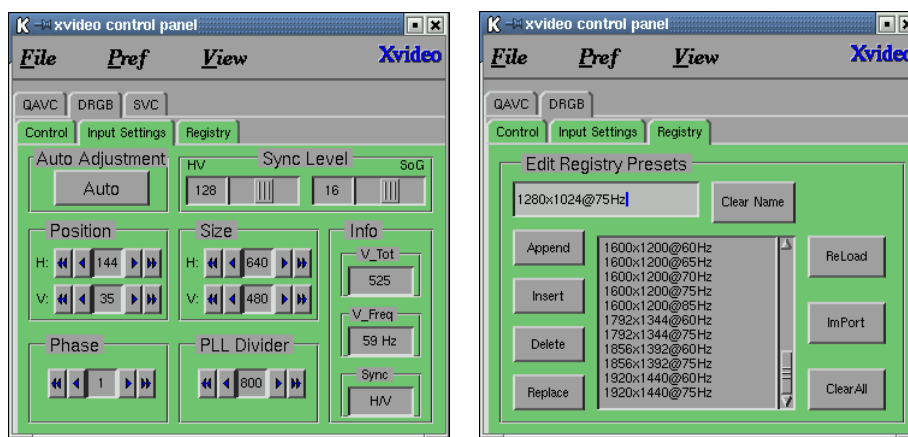 xvideo control panel
File Pref View Xvideo
QAVC DRGB SVC
Control Input Settings Registry
Auto Adjustment Sync Level
HV SoG
Auto 128 16
Position Size Info
V_Tot
H: 144 H: 640
525
V: 35 V: 480
V_Freq
59 Hz
Phase PLL Divider
Sync
1 800
H/V
xvideo control panel
File Pref View Xvideo
QAVC DRGB
Control Input Settings Registry
Edit Registry Presets
1280x1024@75Hz Clear Name
Append
Insert
Delete
Replace
1600x1200@60Hz
1600x1200@65Hz
1600x1200@70Hz
1600x1200@75Hz
1600x1200@85Hz
1792x1344@60Hz
1792x1344@75Hz
1856x1392@60Hz
1856x1392@75Hz
1920x1440@60Hz
1920x1440@75Hz
ReLoad
ImPort
ClearAll